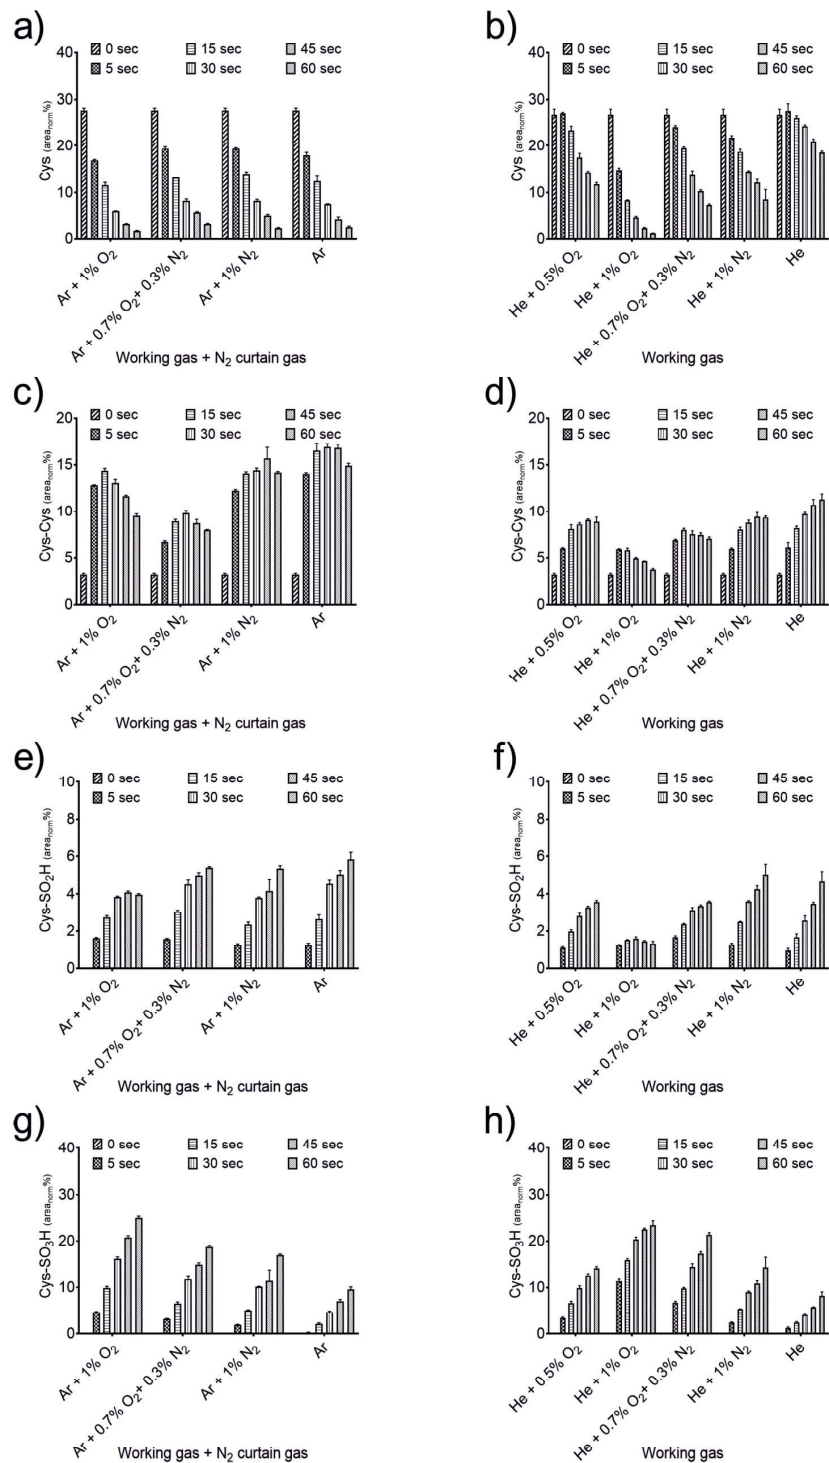 a)
0 sec 15 sec 45 sec
5 sec 30 sec 60 sec
40
30
20
10
0
Cys (area_norm%)
Ar + 1% O₂
Ar + 0.7% O₂+ 0.3% N₂
Ar + 1% N₂
Ar
Working gas + N₂ curtain gas
b)
0 sec 15 sec 45 sec
5 sec 30 sec 60 sec
40
30
20
10
0
Cys (area_norm%)
He + 0.5% O₂
He + 1% O₂
He + 0.7% O₂+ 0.3% N₂
He + 1% N₂
He
Working gas
c)
0 sec 15 sec 45 sec
5 sec 30 sec 60 sec
20
15
10
5
0
Cys-Cys (area_norm%)
Ar + 1% O₂
Ar + 0.7% O₂+ 0.3% N₂
Ar + 1% N₂
Ar
Working gas + N₂ curtain gas
d)
0 sec 15 sec 45 sec
5 sec 30 sec 60 sec
20
15
10
5
0
Cys-Cys (area_norm%)
He + 0.5% O₂
He + 1% O₂
He + 0.7% O₂+ 0.3% N₂
He + 1% N₂
He
Working gas
e)
0 sec 15 sec 45 sec
5 sec 30 sec 60 sec
10
8
6
4
2
0
Cys-SO₂H (area_norm%)
Ar + 1% O₂
Ar + 0.7% O₂+ 0.3% N₂
Ar + 1% N₂
Ar
Working gas + N₂ curtain gas
f)
0 sec 15 sec 45 sec
5 sec 30 sec 60 sec
10
8
6
4
2
0
Cys-SO₂H (area_norm%)
He + 0.5% O₂
He + 1% O₂
He + 0.7% O₂+ 0.3% N₂
He + 1% N₂
He
Working gas
g)
0 sec 15 sec 45 sec
5 sec 30 sec 60 sec
40
30
20
10
0
Cys-SO₃H (area_norm%)
Ar + 1% O₂
Ar + 0.7% O₂+ 0.3% N₂
Ar + 1% N₂
Ar
Working gas + N₂ curtain gas
h)
0 sec 15 sec 45 sec
5 sec 30 sec 60 sec
40
30
20
10
0
Cys-SO₃H (area_norm%)
He + 0.5% O₂
He + 1% O₂
He + 0.7% O₂+ 0.3% N₂
He + 1% N₂
He
Working gas